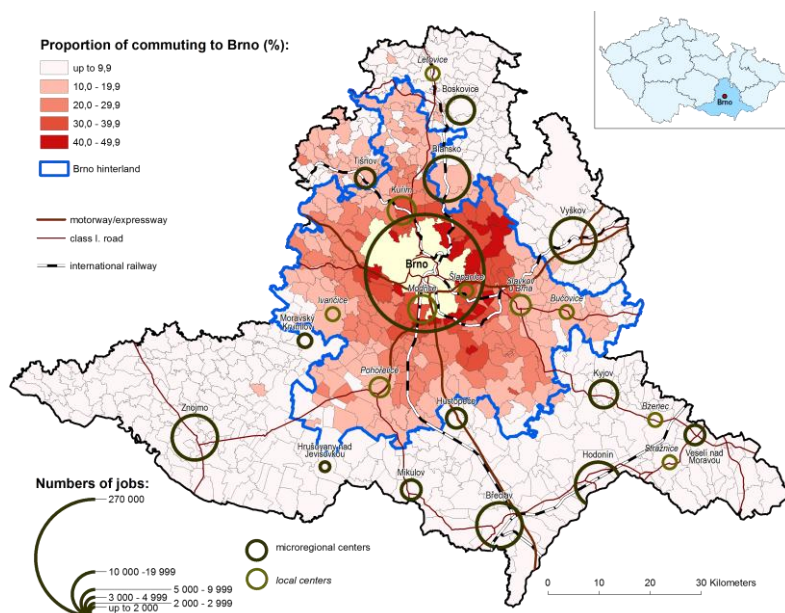 Proportion of commuting to Brno (%):
up to 9,9
10,0 - 19,9
20,0 - 29,9
30,0 - 39,9
40,0 - 49,9
Brno hinterland
motorway/expressway
class I. road
international railway
Brno
Letovice
Boskovice
Blansko
Tišnov
Kuřim
Vyškov
Brno
Šlapanice
Modřice
Slavkov
u Brna
Bučovice
Ivančice
Moravský
Krumlov
Pohořelice
Kyjov
Znojmo
Hustopeče
Bzenec
Hrušovany nad
Jevišovkou
Hodonín
Strážnice
Veselí nad
Moravou
Mikulov
Břeclav
Numbers of jobs:
270 000
10 000 -19 999
5 000 - 9 999
3 000 - 4 999
2 000 - 2 999
up to 2 000
microregional centers
local centers
0 5 10 20 30 Kilometers